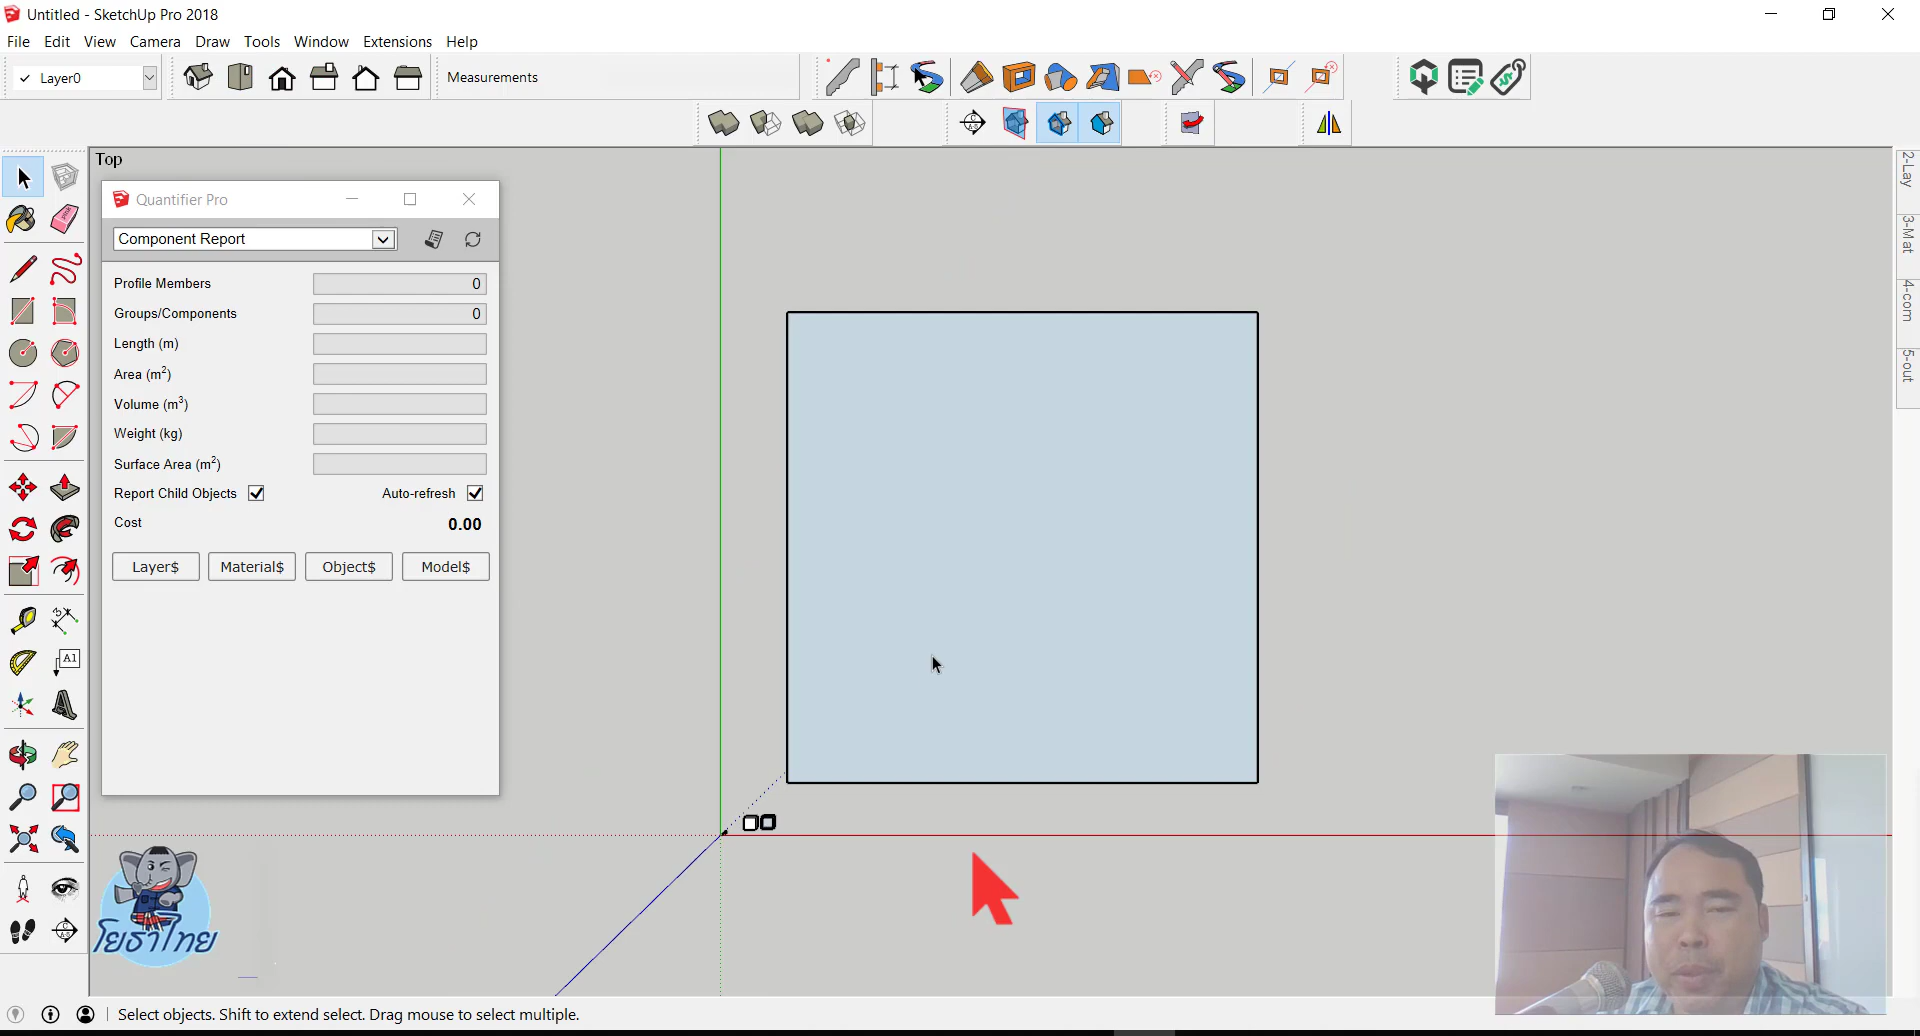 Untitled - SketchUp Pro 2018
File Edit View Camera Draw Tools Window Extensions Help
Layer0
Measurements
Top
Quantifier Pro
Component Report
Profile Members 0
Groups/Components 0
Length (m)
Area (m²)
Volume (m³)
Weight (kg)
Surface Area (m²)
Report Child Objects Auto-refresh
Cost 0.00
Layer$ Material$ Object$ Model$
2-Lay
3-Mat
4-com
5-out
A1
โยธาไทย
Select objects. Shift to extend select. Drag mouse to select multiple.